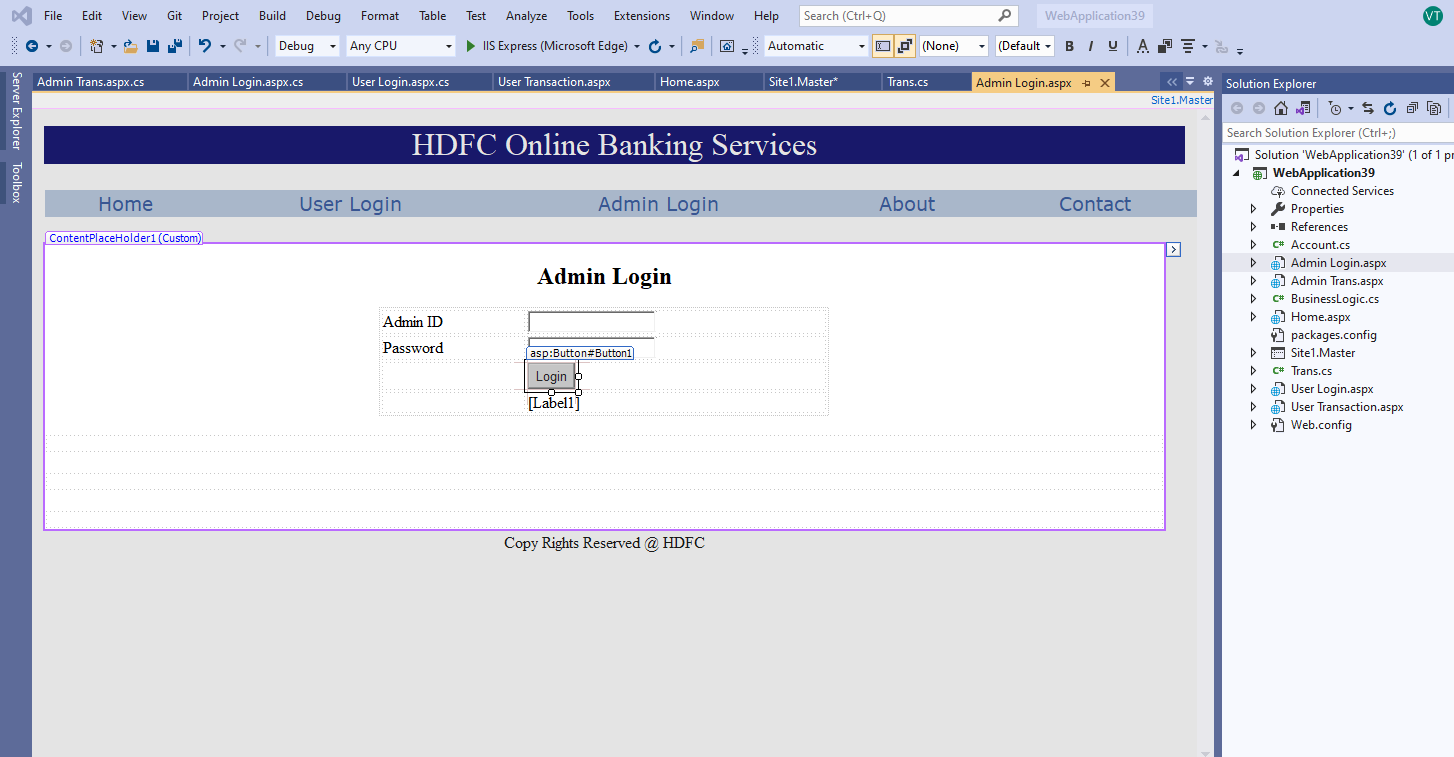 File Edit View Git Project Build Debug Format Table Test Analyze Tools Extensions Window Help Search (Ctrl+Q) WebApplication39 VT
Debug Any CPU IIS Express (Microsoft Edge) Automatic (None) (Default B I U A
Admin Trans.aspx.cs Admin Login.aspx.cs User Login.aspx.cs User Transaction.aspx Home.aspx Site1.Master* Trans.cs Admin Login.aspx
Site1.Master
Server Explorer
Toolbox
HDFC Online Banking Services
Home User Login Admin Login About Contact
ContentPlaceHolder1 (Custom)
Admin Login
Admin ID
Password
asp:Button#Button1
Login
[Label1]
Copy Rights Reserved @ HDFC
Solution Explorer
Search Solution Explorer (Ctrl+;)
Solution 'WebApplication39' (1 of 1 pr
WebApplication39
Connected Services
Properties
References
C# Account.cs
Admin Login.aspx
Admin Trans.aspx
C# BusinessLogic.cs
Home.aspx
packages.config
Site1.Master
C# Trans.cs
User Login.aspx
User Transaction.aspx
Web.config